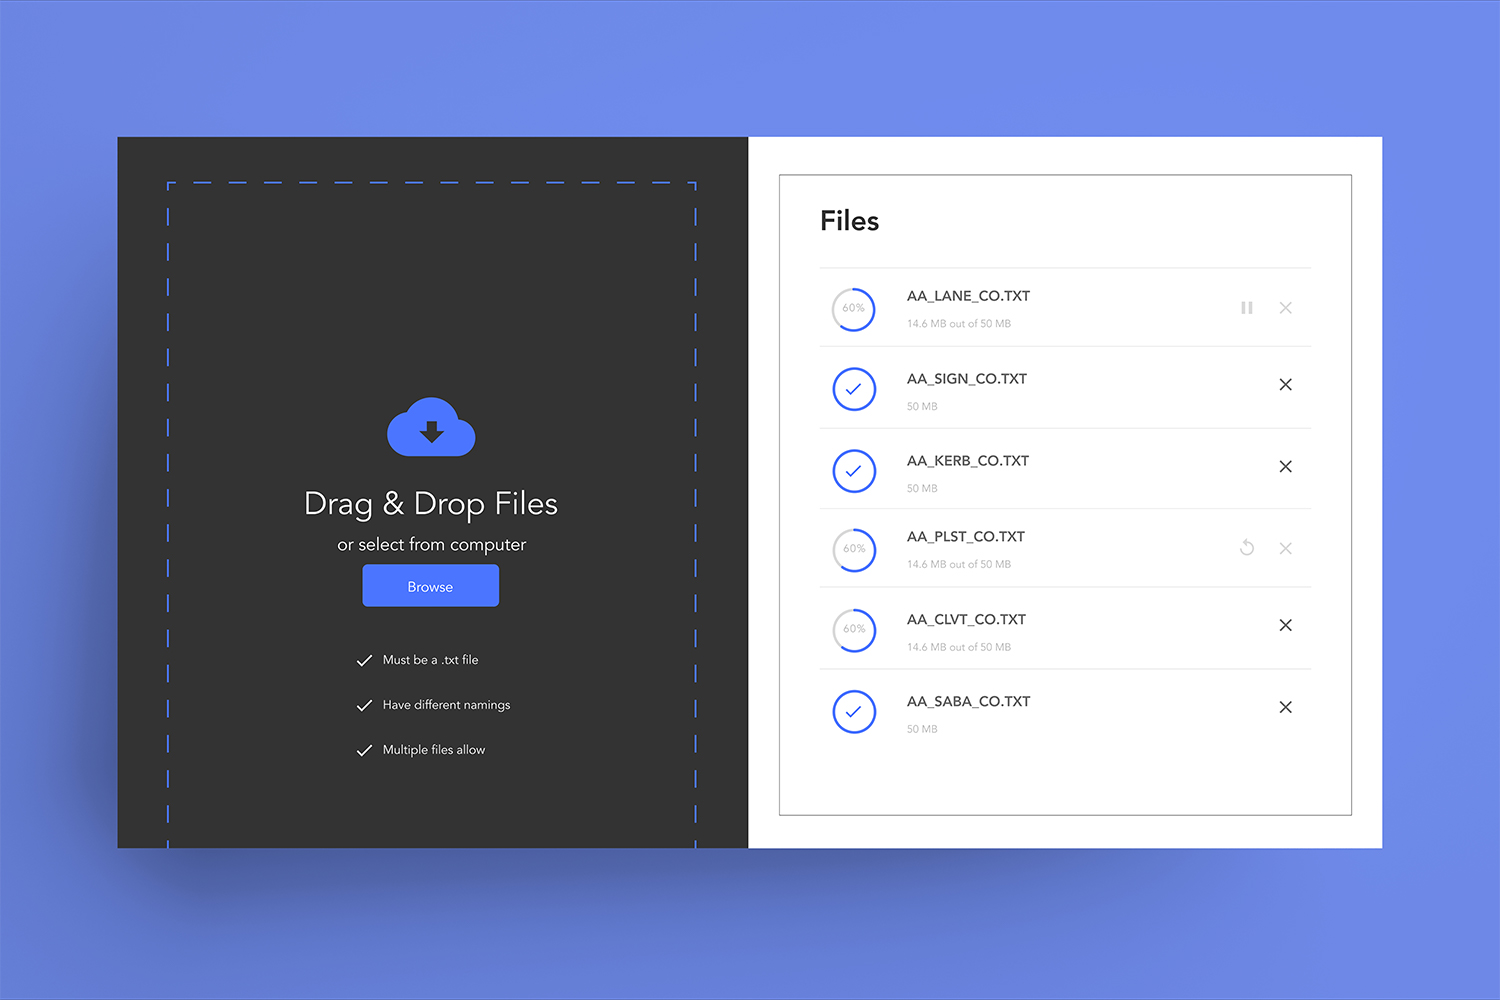 Drag & Drop Files
or select from computer
Browse
Must be a .txt file
Have different namings
Multiple files allow
Files
60%
AA_LANE_CO.TXT
14.6 MB out of 50 MB
AA_SIGN_CO.TXT
50 MB
AA_KERB_CO.TXT
50 MB
60%
AA_PLST_CO.TXT
14.6 MB out of 50 MB
60%
AA_CLVT_CO.TXT
14.6 MB out of 50 MB
AA_SABA_CO.TXT
50 MB